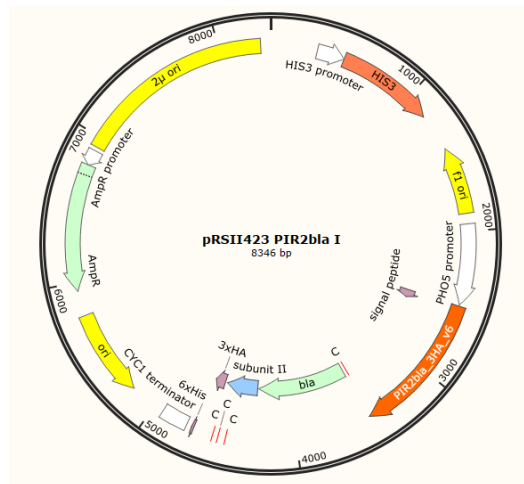 8000
HIS3 promoter
HIS3
1000
2μ ori
7000
AmpR promoter
f1 ori
2000
pRSII423 PIR2bla I
8346 bp
PHO5 promoter
signal peptide
AmpR
6000
PIR2bla_3HA_v6
3000
ori
CYC1 terminator
3xHA
subunit II
C
bla
6xHis
C
C
C
5000
4000